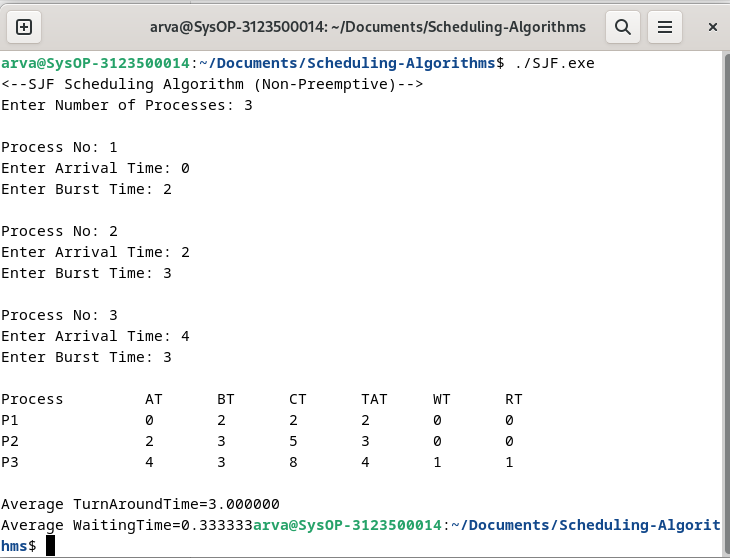 arva@SysOP-3123500014: ~/Documents/Scheduling-Algorithms
arva@SysOP-3123500014:~/Documents/Scheduling-Algorithms$ ./SJF.exe
<--SJF Scheduling Algorithm (Non-Preemptive)-->
Enter Number of Processes: 3
Process No: 1
Enter Arrival Time: 0
Enter Burst Time: 2
Process No: 2
Enter Arrival Time: 2
Enter Burst Time: 3
Process No: 3
Enter Arrival Time: 4
Enter Burst Time: 3
Process AT BT CT TAT WT RT
P1 0 2 2 2 0 0
P2 2 3 5 3 0 0
P3 4 3 8 4 1 1
Average TurnAroundTime=3.000000
Average WaitingTime=0.333333arva@SysOP-3123500014:~/Documents/Scheduling-Algorit
hms$